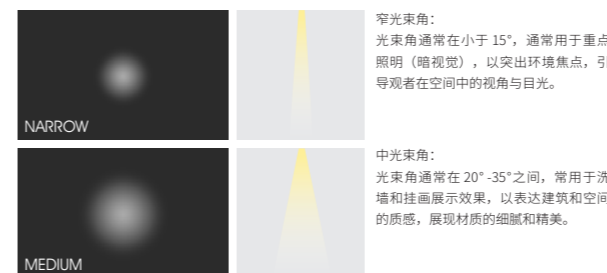 窄光束角：
光束角通常在小于 15°，通常用于重点
照明（暗视觉），以突出环境焦点，引
导观者在空间中的视角与目光。
NARROW
中光束角：
光束角通常在 20° -35°之间，常用于洗
墙和挂画展示效果，以表达建筑和空间
的质感，展现材质的细腻和精美。
MEDIUM